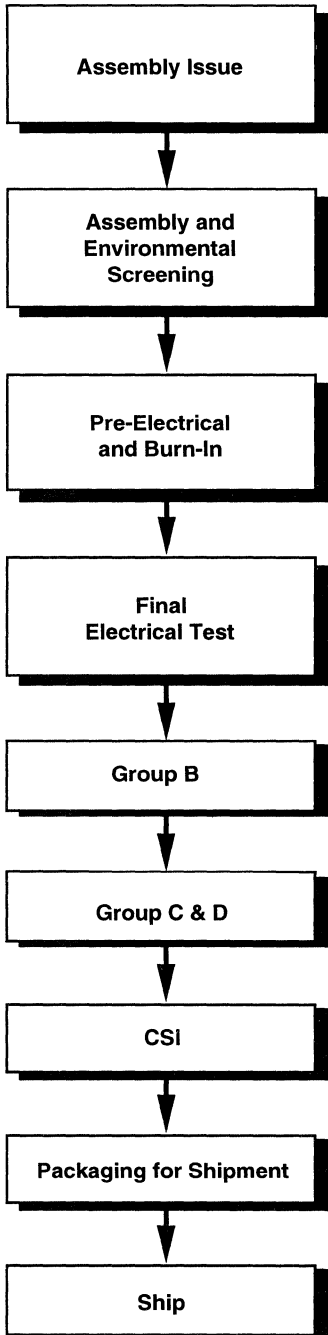 Assembly Issue
Assembly and
Environmental
Screening
Pre-Electrical
and Burn-In
Final
Electrical Test
Group B
Group C & D
CSI
Packaging for Shipment
Ship